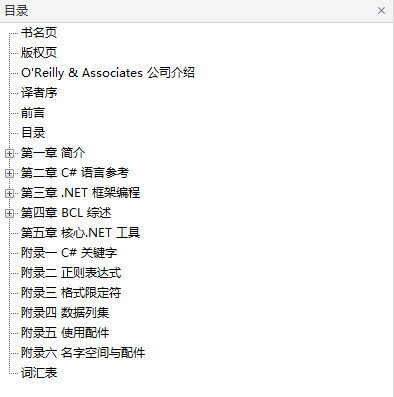 目录
书名页
版权页
O'Reilly & Associates 公司介绍
译者序
前言
目录
第一章 简介
第二章 C# 语言参考
第三章 .NET 框架编程
第四章 BCL 综述
第五章 核心.NET 工具
附录一 C# 关键字
附录二 正则表达式
附录三 格式限定符
附录四 数据列集
附录五 使用配件
附录六 名字空间与配件
词汇表